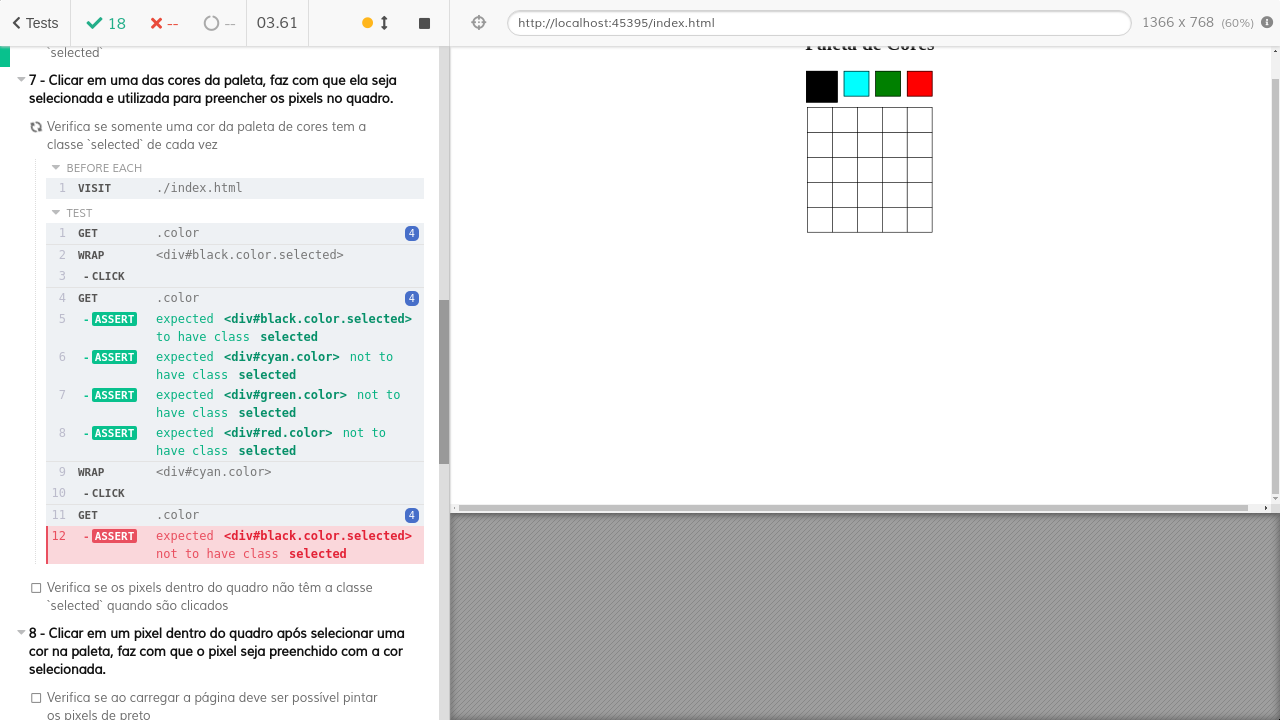 Tests
18
--
--
03.61
http://localhost:45395/index.html
1366 x 768 (60%)
`selected`
7 - Clicar em uma das cores da paleta, faz com que ela seja
selecionada e utilizada para preencher os pixels no quadro.
Verifica se somente uma cor da paleta de cores tem a
classe `selected` de cada vez
BEFORE EACH
1 VISIT ./index.html
TEST
1 GET .color 4
2 WRAP <div#black.color.selected>
3 -CLICK
4 GET .color 4
5 -ASSERT expected <div#black.color.selected>
to have class selected
6 -ASSERT expected <div#cyan.color> not to
have class selected
7 -ASSERT expected <div#green.color> not to
have class selected
8 -ASSERT expected <div#red.color> not to
have class selected
9 WRAP <div#cyan.color>
10 -CLICK
11 GET .color 4
12 -ASSERT expected <div#black.color.selected>
not to have class selected
Verifica se os pixels dentro do quadro não têm a classe
`selected` quando são clicados
8 - Clicar em um pixel dentro do quadro após selecionar uma
cor na paleta, faz com que o pixel seja preenchido com a cor
selecionada.
Verifica se ao carregar a página deve ser possível pintar
os pixels de preto
Paleta de Cores